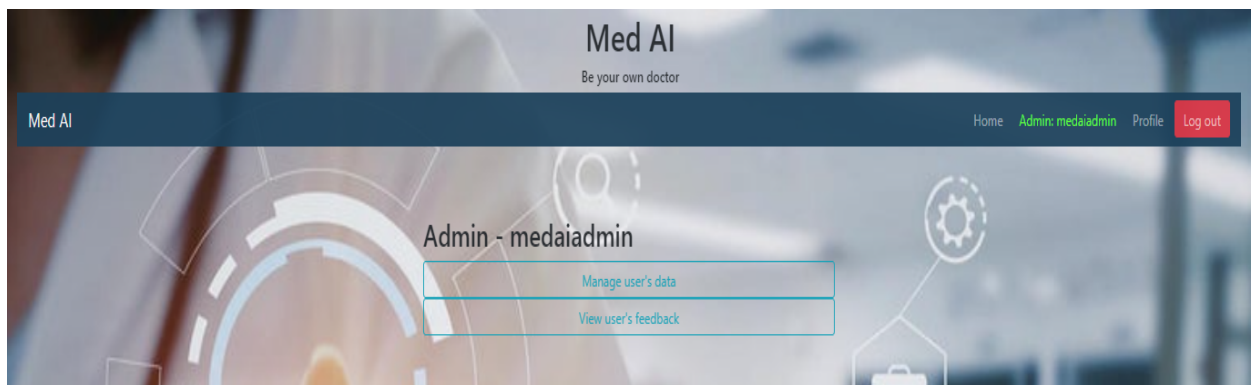 Med AI
Be your own doctor
Med AI Home Admin: medaiadmin Profile Log out
Admin - medaiadmin
Manage user's data
View user's feedback